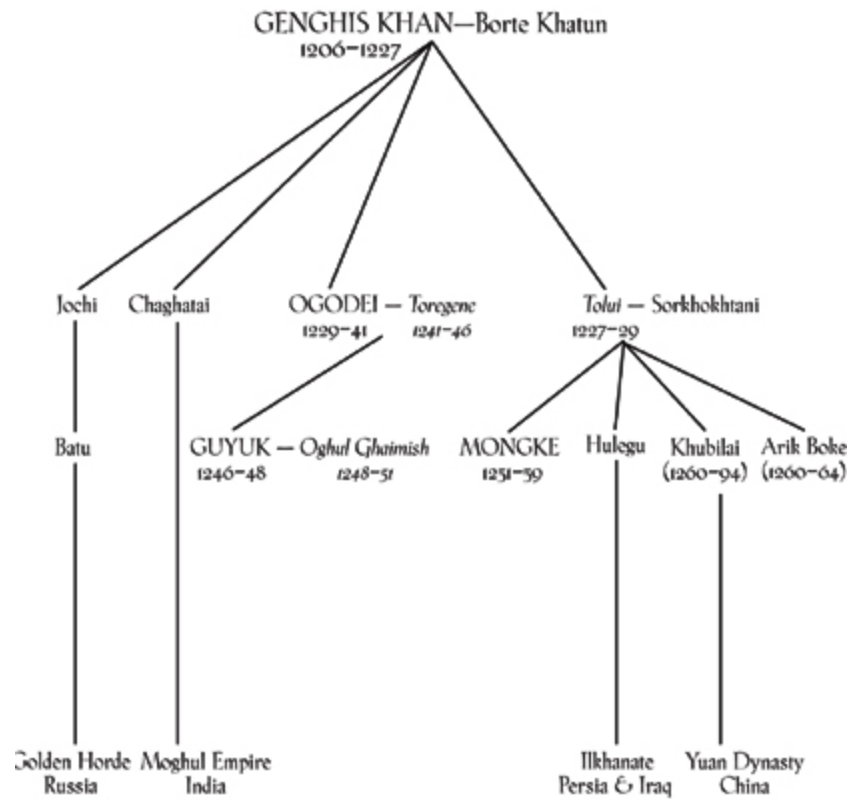 GENGHIS KHAN—Borte Khatun
1206–1227
Jochi Chaghatai OGODEI — Toregene Tolui — Sorkhokhtani
1229–41 1241–46 1227–29
Batu GUYUK — Oghul Ghaimish MONGKE Hulegu Khubilai Arik Boke
1246–48 1248–51 1251–59 (1260–94) (1260–64)
Golden Horde Moghul Empire Ilkhanate Yuan Dynasty
Russia India Persia & Iraq China